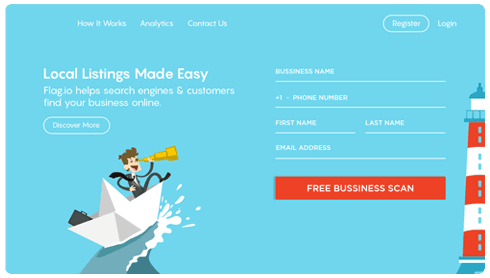 How It Works Analytics Contact Us Register Login
Local Listings Made Easy
Flag.io helps search engines & customers
find your business online.
Discover More
BUSSINESS NAME
+1 - PHONE NUMBER
FIRST NAME LAST NAME
EMAIL ADDRESS
FREE BUSSINESS SCAN